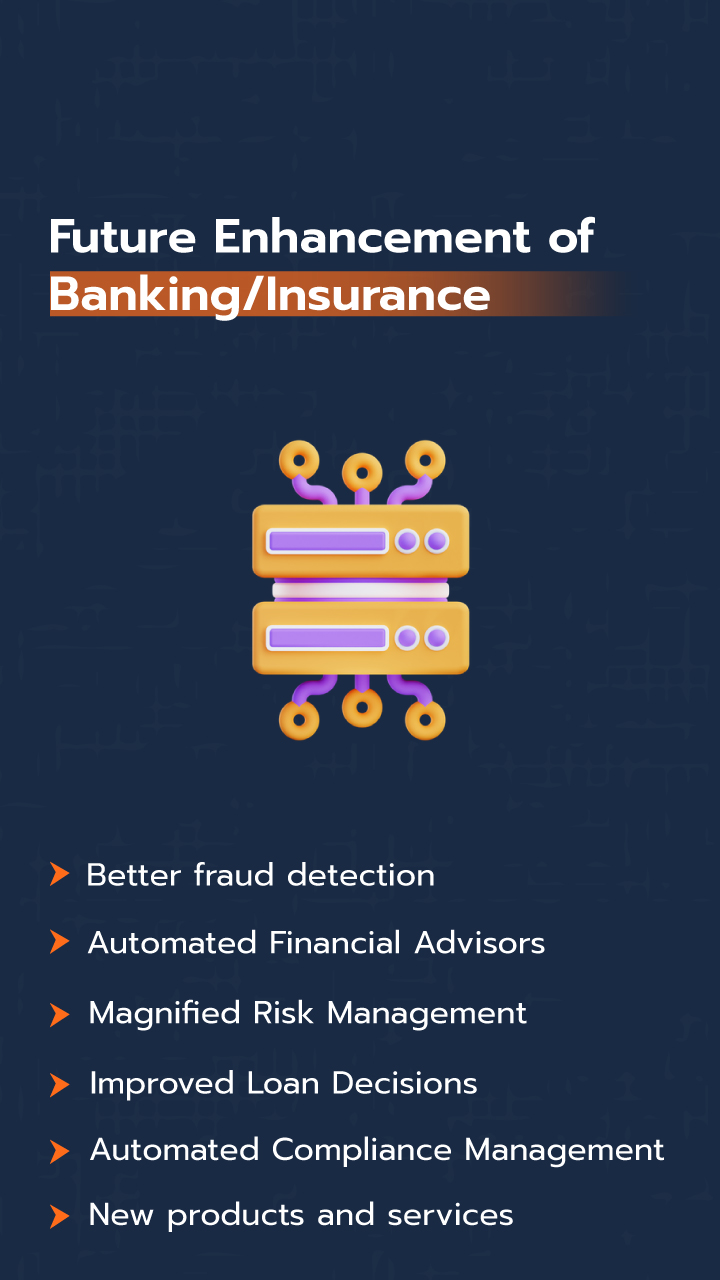 Future Enhancement of
Banking/Insurance
Better fraud detection
Automated Financial Advisors
Magnified Risk Management
Improved Loan Decisions
Automated Compliance Management
New products and services